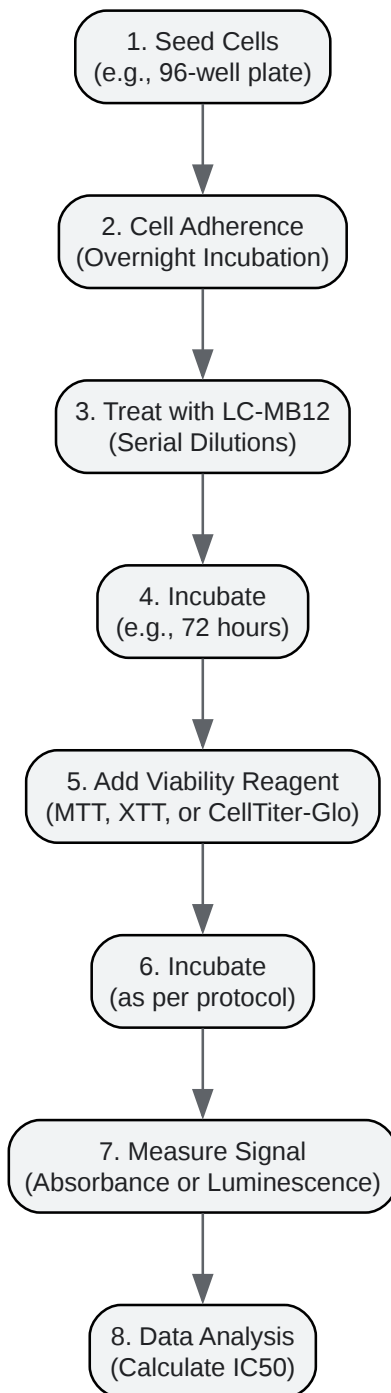 1. Seed Cells
(e.g., 96-well plate)
2. Cell Adherence
(Overnight Incubation)
3. Treat with LC-MB12
(Serial Dilutions)
4. Incubate
(e.g., 72 hours)
5. Add Viability Reagent
(MTT, XTT, or CellTiter-Glo)
6. Incubate
(as per protocol)
7. Measure Signal
(Absorbance or Luminescence)
8. Data Analysis
(Calculate IC50)